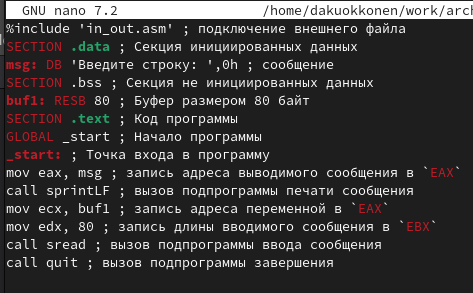 GNU nano 7.2 /home/dakuokkonen/work/arch
%include 'in_out.asm' ; подключение внешнего файла
SECTION .data ; Секция инициированных данных
msg: DB 'Введите строку: ',0h ; сообщение
SECTION .bss ; Секция не инициированных данных
buf1: RESB 80 ; Буфер размером 80 байт
SECTION .text ; Код программы
GLOBAL _start ; Начало программы
_start: ; Точка входа в программу
mov eax, msg ; запись адреса выводимого сообщения в `EAX`
call sprintLF ; вызов подпрограммы печати сообщения
mov ecx, buf1 ; запись адреса переменной в `EAX`
mov edx, 80 ; запись длины вводимого сообщения в `EBX`
call sread ; вызов подпрограммы ввода сообщения
call quit ; вызов подпрограммы завершения